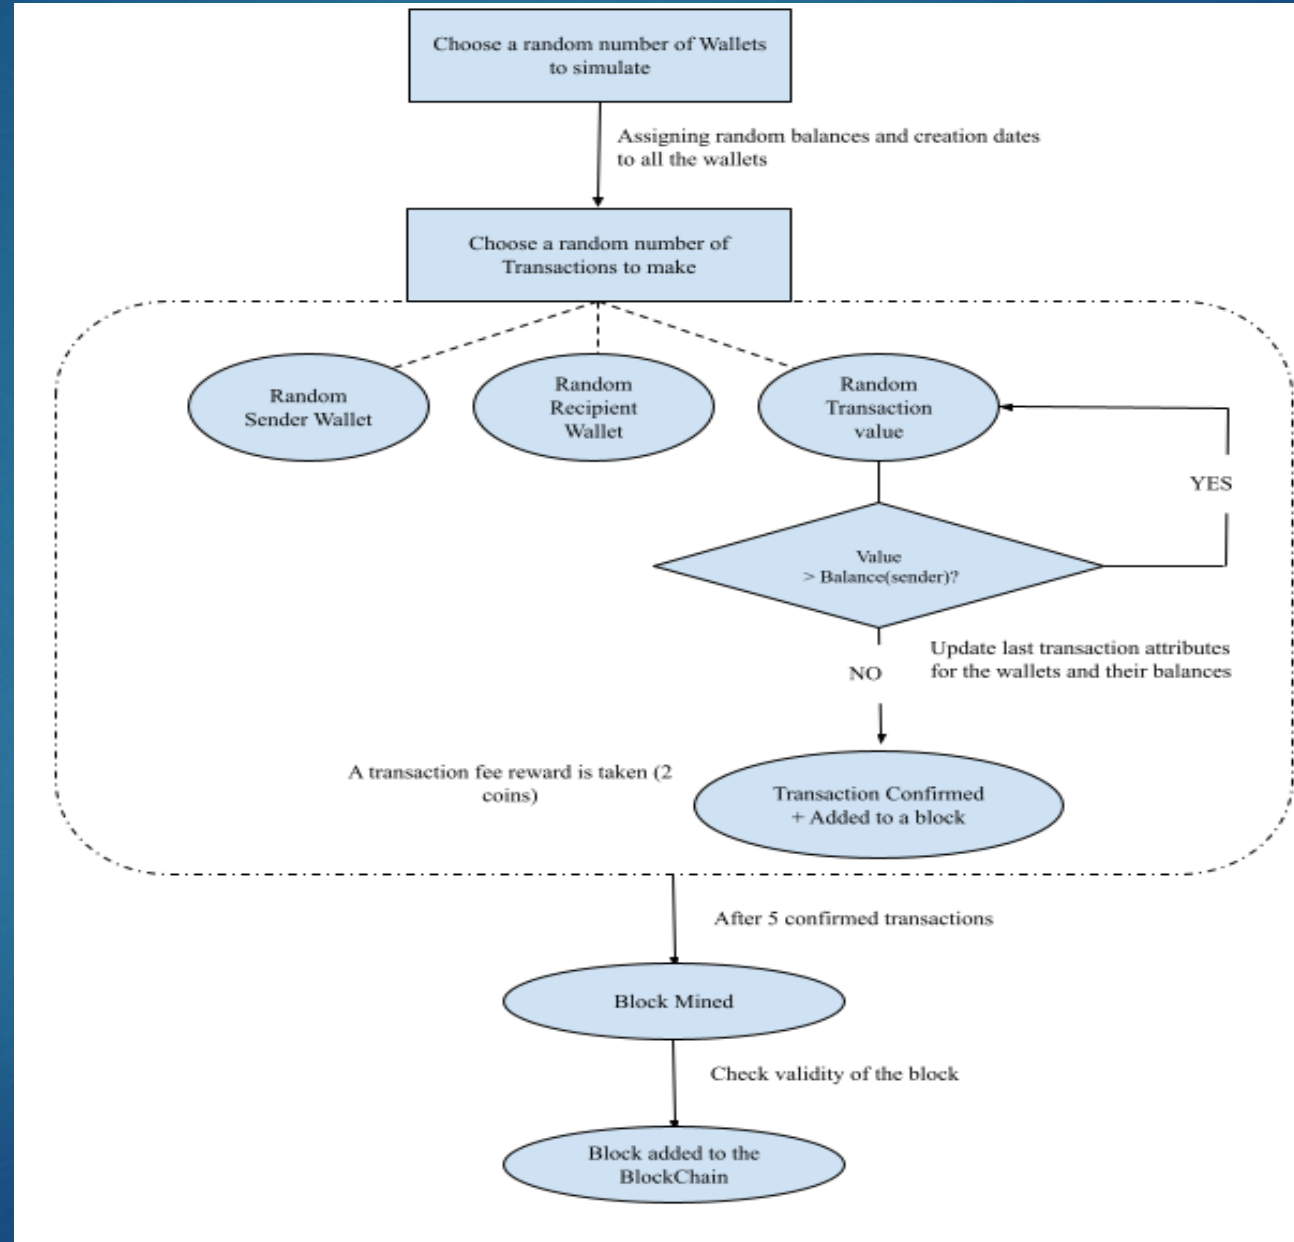 Choose a random number of Wallets
to simulate
Assigning random balances and creation dates
to all the wallets
Choose a random number of
Transactions to make
Random
Sender Wallet
Random
Recipient
Wallet
Random
Transaction
value
YES
Value
> Balance(sender)?
Update last transaction attributes
for the wallets and their balances
NO
A transaction fee reward is taken (2
coins)
Transaction Confirmed
+ Added to a block
After 5 confirmed transactions
Block Mined
Check validity of the block
Block added to the
BlockChain